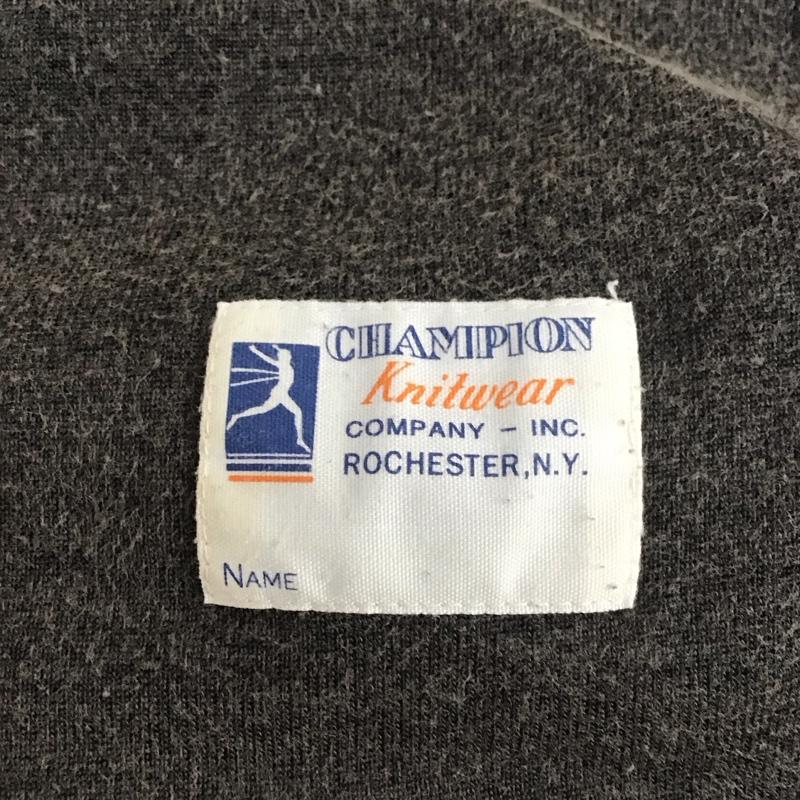 CHAMPION
Knitwear
COMPANY – INC.
ROCHESTER, N.Y.
NAME